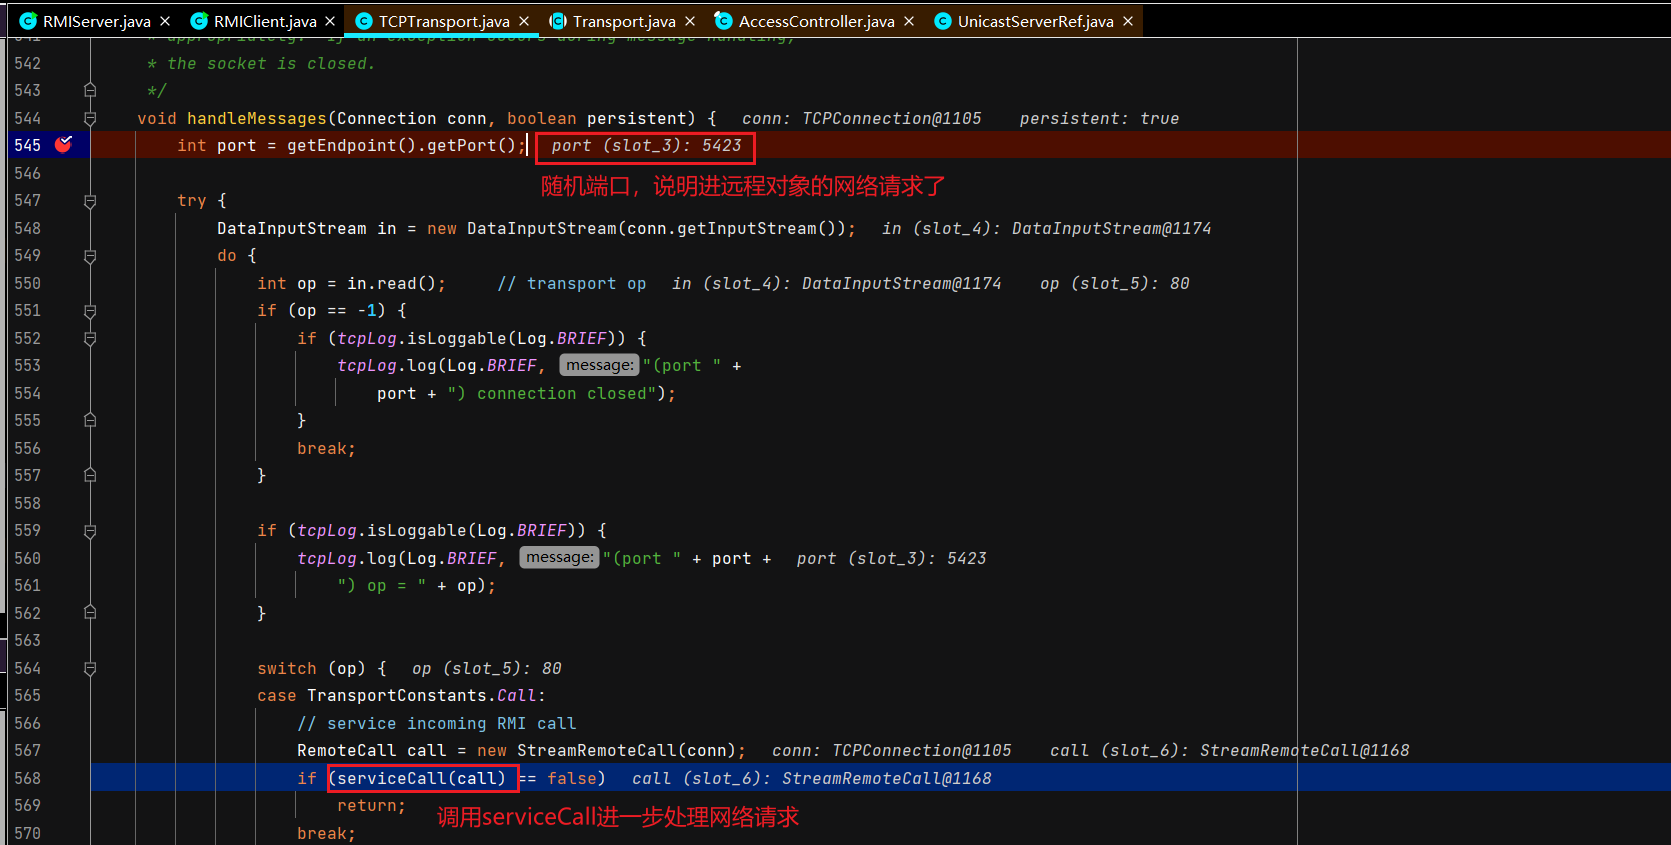 RMIServer.java × RMIClient.java × TCPTransport.java × Transport.java × AccessController.java × UnicastServerRef.java ×
541 * appropriately. If an exception occurs during message handling,
542 * the socket is closed.
543 */
544 void handleMessages(Connection conn, boolean persistent) { conn: TCPConnection@1105 persistent: true
545 int port = getEndpoint().getPort(); port (slot_3): 5423
546 随机端口，说明进远程对象的网络请求了
547 try {
548 DataInputStream in = new DataInputStream(conn.getInputStream()); in (slot_4): DataInputStream@1174
549 do {
550 int op = in.read(); // transport op in (slot_4): DataInputStream@1174 op (slot_5): 80
551 if (op == -1) {
552 if (tcpLog.isLoggable(Log.BRIEF)) {
553 tcpLog.log(Log.BRIEF, message: "(port " +
554 port + ") connection closed");
555 }
556 break;
557 }
558
559 if (tcpLog.isLoggable(Log.BRIEF)) {
560 tcpLog.log(Log.BRIEF, message: "(port " + port + port (slot_3): 5423
561 ") op = " + op);
562 }
563
564 switch (op) { op (slot_5): 80
565 case TransportConstants.Call:
566 // service incoming RMI call
567 RemoteCall call = new StreamRemoteCall(conn); conn: TCPConnection@1105 call (slot_6): StreamRemoteCall@1168
568 if (serviceCall(call) == false) call (slot_6): StreamRemoteCall@1168
569 return; 调用serviceCall进一步处理网络请求
570 break;